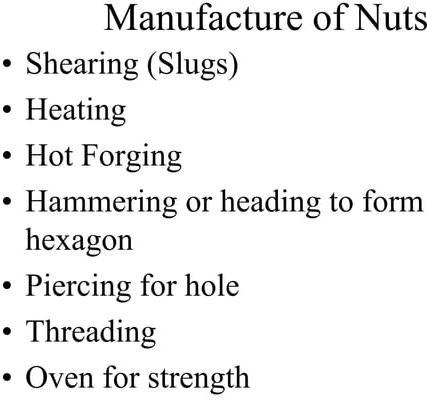 Manufacture of Nuts
• Shearing (Slugs)
• Heating
• Hot Forging
• Hammering or heading to form
hexagon
• Piercing for hole
• Threading
• Oven for strength